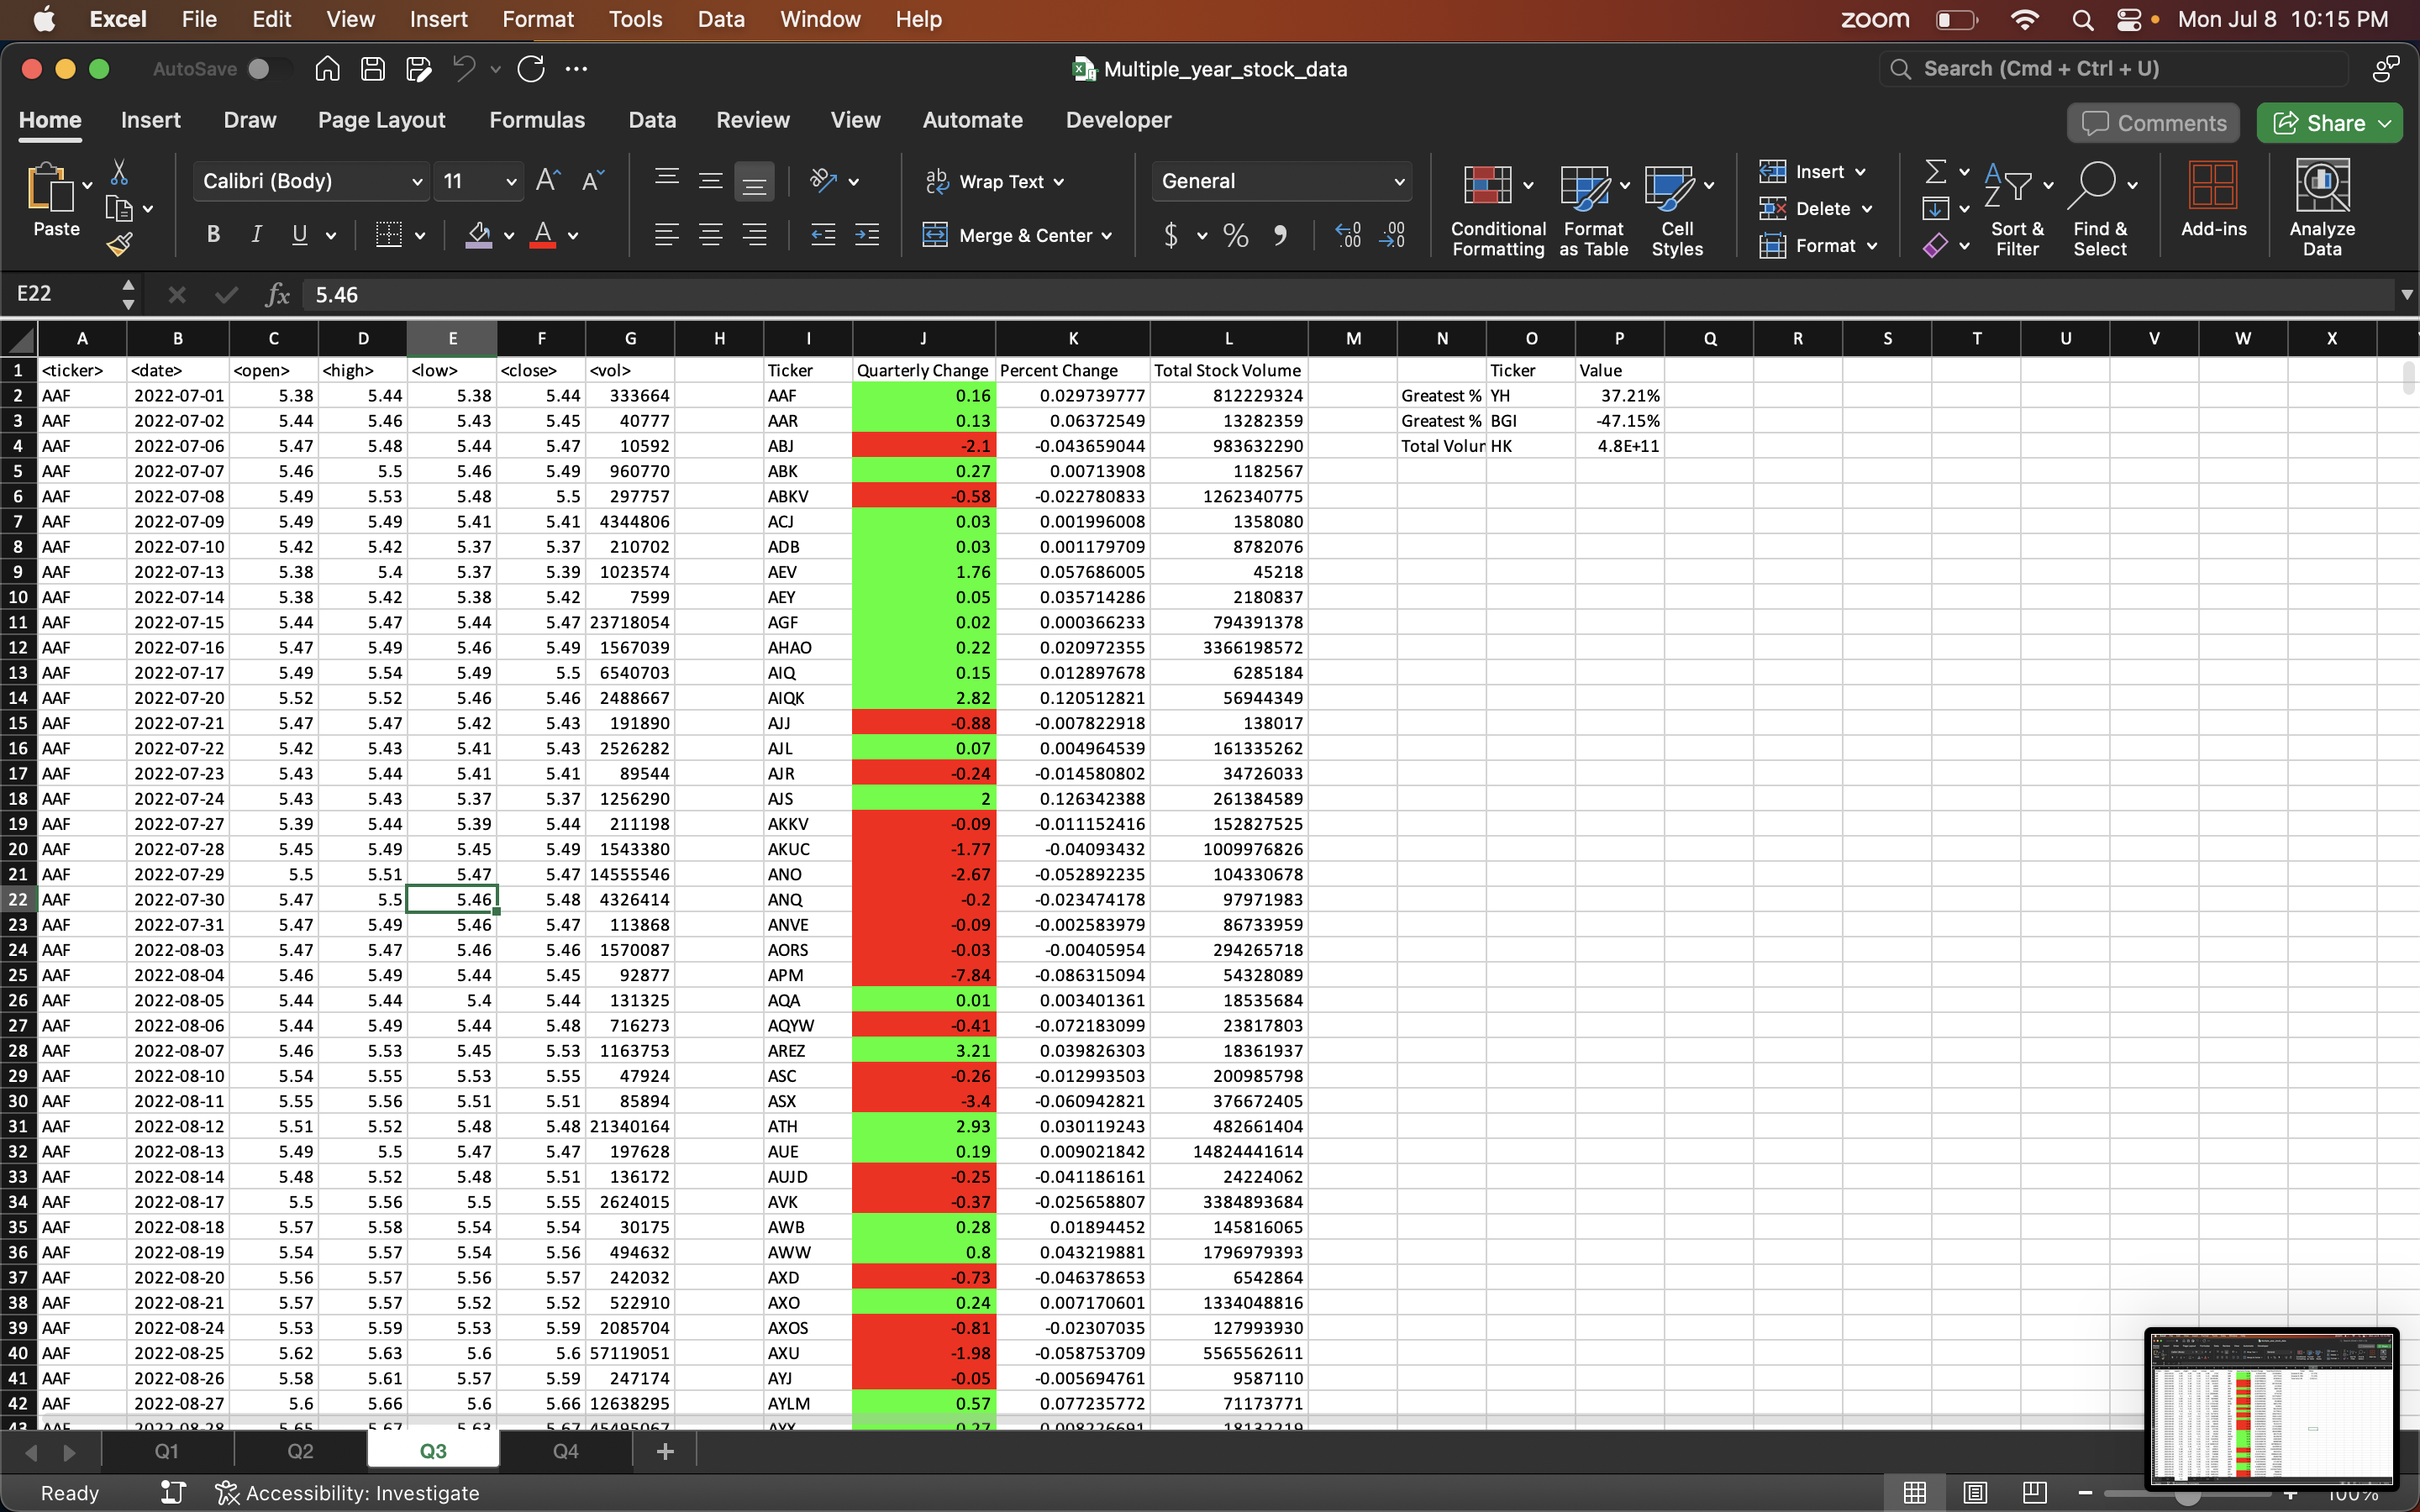 Excel File Edit View Insert Format Tools Data Window Help zoom Mon Jul 8 10:15 PM
AutoSave Multiple_year_stock_data Search (Cmd + Ctrl + U)
Home Insert Draw Page Layout Formulas Data Review View Automate Developer Comments Share
Paste Calibri (Body) 11 Wrap Text General Insert
B I U Merge & Center $ % Conditional Formatting Format as Table Cell Styles Delete Format Sort & Filter Find & Select Add-ins Analyze Data
E22 fx 5.46
A B C D E F G H I J K L M N O P Q R S T U V W X
1 <ticker> <date> <open> <high> <low> <close> <vol> Ticker Quarterly Change Percent Change Total Stock Volume Ticker Value
2 AAF 2022-07-01 5.38 5.44 5.38 5.44 333664 AAF 0.16 0.029739777 812229324 Greatest % YH 37.21%
3 AAF 2022-07-02 5.44 5.46 5.43 5.45 40777 AAR 0.13 0.06372549 13282359 Greatest % BGI -47.15%
4 AAF 2022-07-06 5.47 5.48 5.44 5.47 10592 ABJ -2.1 -0.043659044 983632290 Total Volur HK 4.8E+11
5 AAF 2022-07-07 5.46 5.5 5.46 5.49 960770 ABK 0.27 0.00713908 1182567
6 AAF 2022-07-08 5.49 5.53 5.48 5.5 297757 ABKV -0.58 -0.022780833 1262340775
7 AAF 2022-07-09 5.49 5.49 5.41 5.41 4344806 ACJ 0.03 0.001996008 1358080
8 AAF 2022-07-10 5.42 5.42 5.37 5.37 210702 ADB 0.03 0.001179709 8782076
9 AAF 2022-07-13 5.38 5.4 5.37 5.39 1023574 AEV 1.76 0.057686005 45218
10 AAF 2022-07-14 5.38 5.42 5.38 5.42 7599 AEY 0.05 0.035714286 2180837
11 AAF 2022-07-15 5.44 5.47 5.44 5.47 23718054 AGF 0.02 0.000366233 794391378
12 AAF 2022-07-16 5.47 5.49 5.46 5.49 1567039 AHAO 0.22 0.020972355 3366198572
13 AAF 2022-07-17 5.49 5.54 5.49 5.5 6540703 AIQ 0.15 0.012897678 6285184
14 AAF 2022-07-20 5.52 5.52 5.46 5.46 2488667 AIQK 2.82 0.120512821 56944349
15 AAF 2022-07-21 5.47 5.47 5.42 5.43 191890 AJJ -0.88 -0.007822918 138017
16 AAF 2022-07-22 5.42 5.43 5.41 5.43 2526282 AJL 0.07 0.004964539 161335262
17 AAF 2022-07-23 5.43 5.44 5.41 5.41 89544 AJR -0.24 -0.014580802 34726033
18 AAF 2022-07-24 5.43 5.43 5.37 5.37 1256290 AJS 2 0.126342388 261384589
19 AAF 2022-07-27 5.39 5.44 5.39 5.44 211198 AKKV -0.09 -0.011152416 152827525
20 AAF 2022-07-28 5.45 5.49 5.45 5.49 1543380 AKUC -1.77 -0.04093432 1009976826
21 AAF 2022-07-29 5.5 5.51 5.47 5.47 14555546 ANO -2.67 -0.052892235 104330678
22 AAF 2022-07-30 5.47 5.5 5.46 5.48 4326414 ANQ -0.2 -0.023474178 97971983
23 AAF 2022-07-31 5.47 5.49 5.46 5.47 113868 ANVE -0.09 -0.002583979 86733959
24 AAF 2022-08-03 5.47 5.47 5.46 5.46 1570087 AORS -0.03 -0.00405954 294265718
25 AAF 2022-08-04 5.46 5.49 5.44 5.45 92877 APM -7.84 -0.086315094 54328089
26 AAF 2022-08-05 5.44 5.44 5.4 5.44 131325 AQA 0.01 0.003401361 18535684
27 AAF 2022-08-06 5.44 5.49 5.44 5.48 716273 AQYW -0.41 -0.072183099 23817803
28 AAF 2022-08-07 5.46 5.53 5.45 5.53 1163753 AREZ 3.21 0.039826303 18361937
29 AAF 2022-08-10 5.54 5.55 5.53 5.55 47924 ASC -0.26 -0.012993503 200985798
30 AAF 2022-08-11 5.55 5.56 5.51 5.51 85894 ASX -3.4 -0.060942821 376672405
31 AAF 2022-08-12 5.51 5.52 5.48 5.48 21340164 ATH 2.93 0.030119243 482661404
32 AAF 2022-08-13 5.49 5.5 5.47 5.47 197628 AUE 0.19 0.009021842 14824441614
33 AAF 2022-08-14 5.48 5.52 5.48 5.51 136172 AUJD -0.25 -0.041186161 24224062
34 AAF 2022-08-17 5.5 5.56 5.5 5.55 2624015 AVK -0.37 -0.025658807 3384893684
35 AAF 2022-08-18 5.57 5.58 5.54 5.54 30175 AWB 0.28 0.01894452 145816065
36 AAF 2022-08-19 5.54 5.57 5.54 5.56 494632 AWW 0.8 0.043219881 1796979393
37 AAF 2022-08-20 5.56 5.57 5.56 5.57 242032 AXD -0.73 -0.046378653 6542864
38 AAF 2022-08-21 5.57 5.57 5.52 5.52 522910 AXO 0.24 0.007170601 1334048816
39 AAF 2022-08-24 5.53 5.59 5.53 5.59 2085704 AXOS -0.81 -0.02307035 127993930
40 AAF 2022-08-25 5.62 5.63 5.6 5.6 57119051 AXU -1.98 -0.058753709 5565562611
41 AAF 2022-08-26 5.58 5.61 5.57 5.59 247174 AYJ -0.05 -0.005694761 9587110
42 AAF 2022-08-27 5.6 5.66 5.6 5.66 12638295 AYLM 0.57 0.077235772 71173771
43 AAF 2022-08-28 5.65 5.67 5.63 5.67 AYY 0.27
Q1 Q2 Q3 Q4 +
Ready Accessibility: Investigate 100%